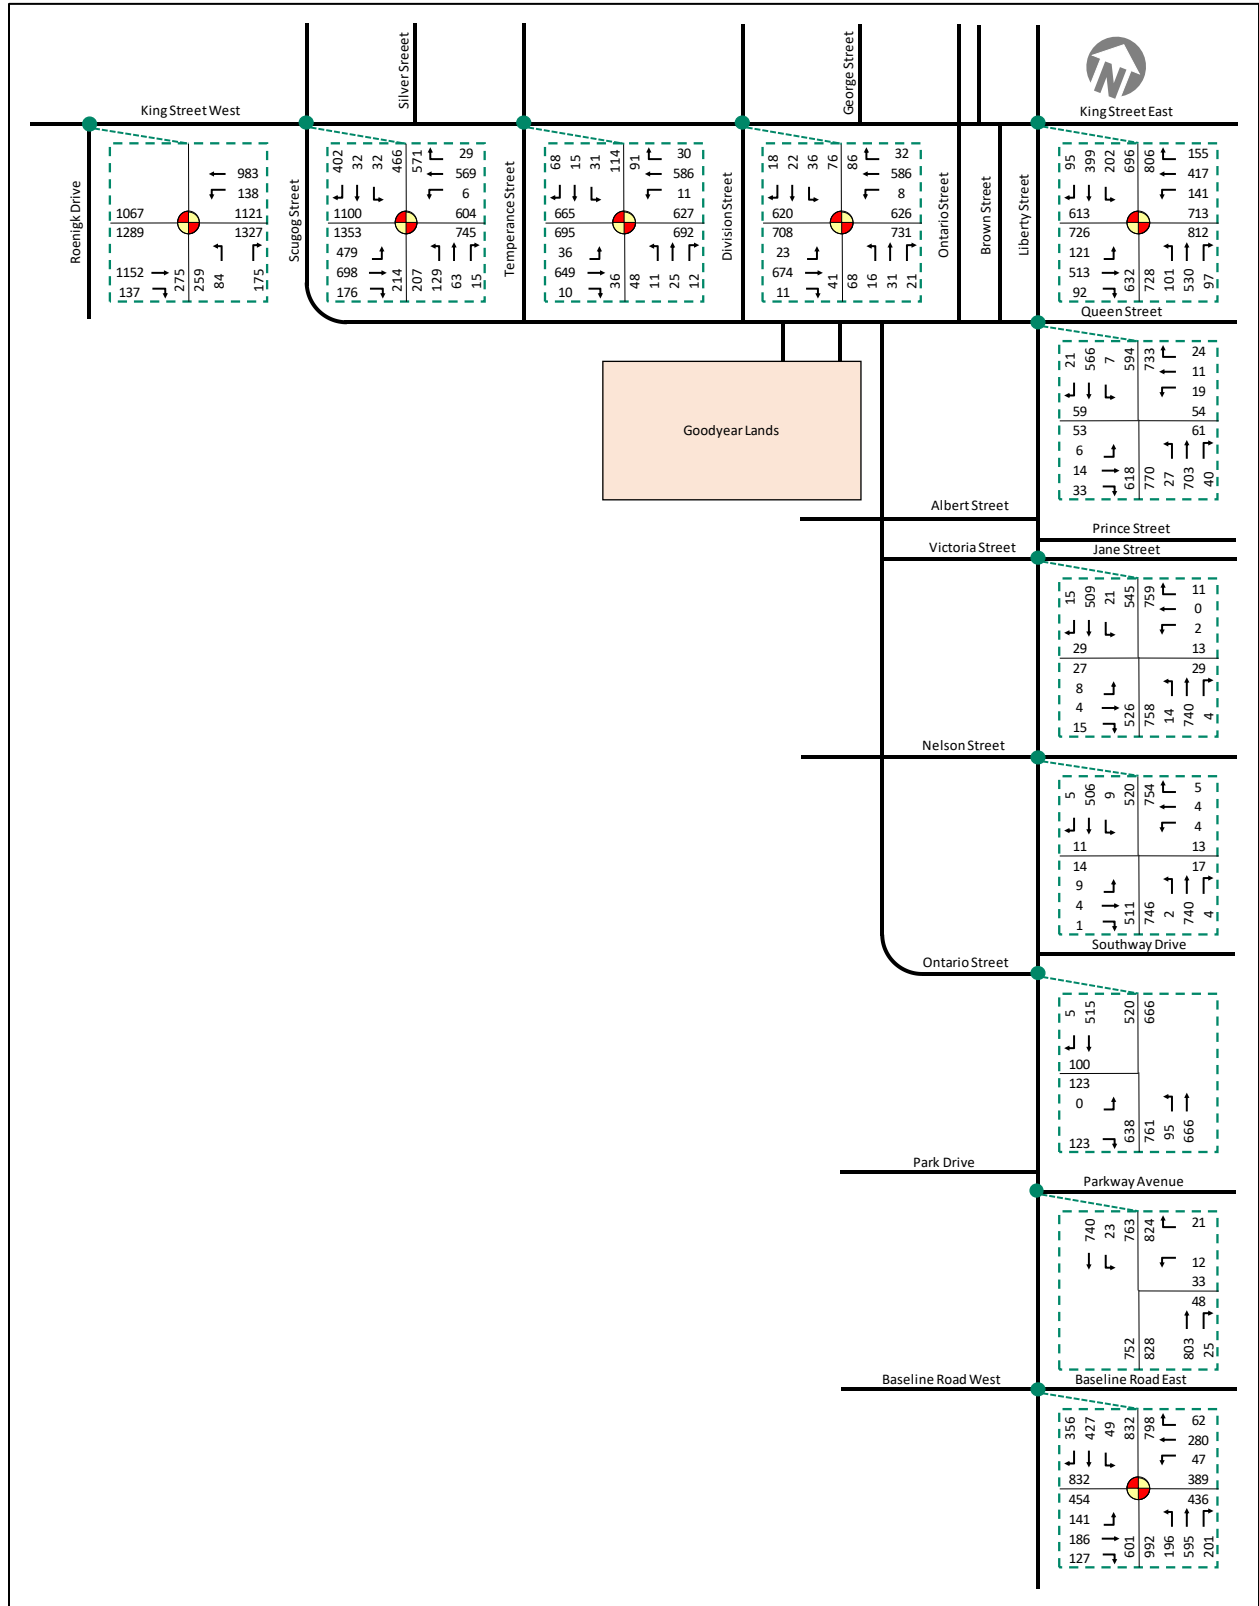 King Street West
Silver Sreeet
George Street
N
King Street East
Roenigk Drive
Scugog Street
Temperance Street
Division Street
Ontario Street
Brown Street
Liberty Street
983
138
1067 1121
1289 1327
1152
137
275 259 84 175
402 32 32 466 571 29
569
6
1100 604
1353 745
479
698
176
214 207 129 63 15
68 15 31 114 91 30
586
11
665 627
695 692
36
649
10
36 48 11 25 12
18 22 36 76 86 32
586
8
620 626
708 731
23
674
11
41 68 16 31 21
95 399 202 696 806 155
417
141
613 713
726 812
121
513
92
632 728 101 530 97
Queen Street
21 566 7 594 733 24
11
19
59 54
53 61
6
14
33
618 770 27 703 40
Goodyear Lands
Albert Street
Prince Street
Victoria Street
Jane Street
15 509 21 545 759 11
0
2
29 13
27 29
8
4
15
526 758 14 740 4
Nelson Street
5 506 9 520 754 5
4
4
11 13
14 17
9
4
1
511 746 2 740 4
Southway Drive
Ontario Street
5 515 520 666
100
123
0
123
638 761 95 666
Park Drive
Parkway Avenue
740 23 763 824 21
12
33
48
752 828 803 25
Baseline Road West
Baseline Road East
356 427 49 832 798 62
280
47
832 389
454 436
141
186
127
601 992 196 595 201